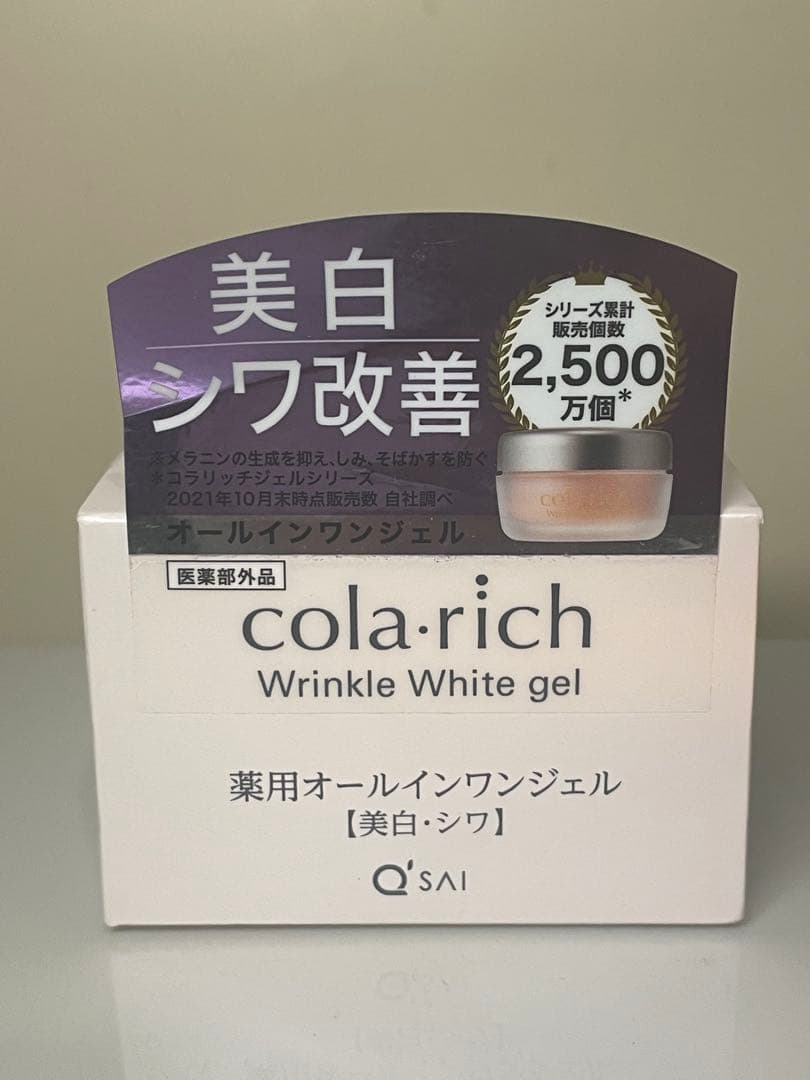 美白
シワ改善
シリーズ累計
販売個数
2,500
万個*
※メラニンの生成を抑え、しみ、そばかすを防ぐ
*コラリッチジェルシリーズ
2021年10月末時点販売数 自社調べ
オールインワンジェル
cola rich
医薬部外品
cola·rich
Wrinkle White gel
薬用オールインワンジェル
【美白・シワ】
Q'SAI